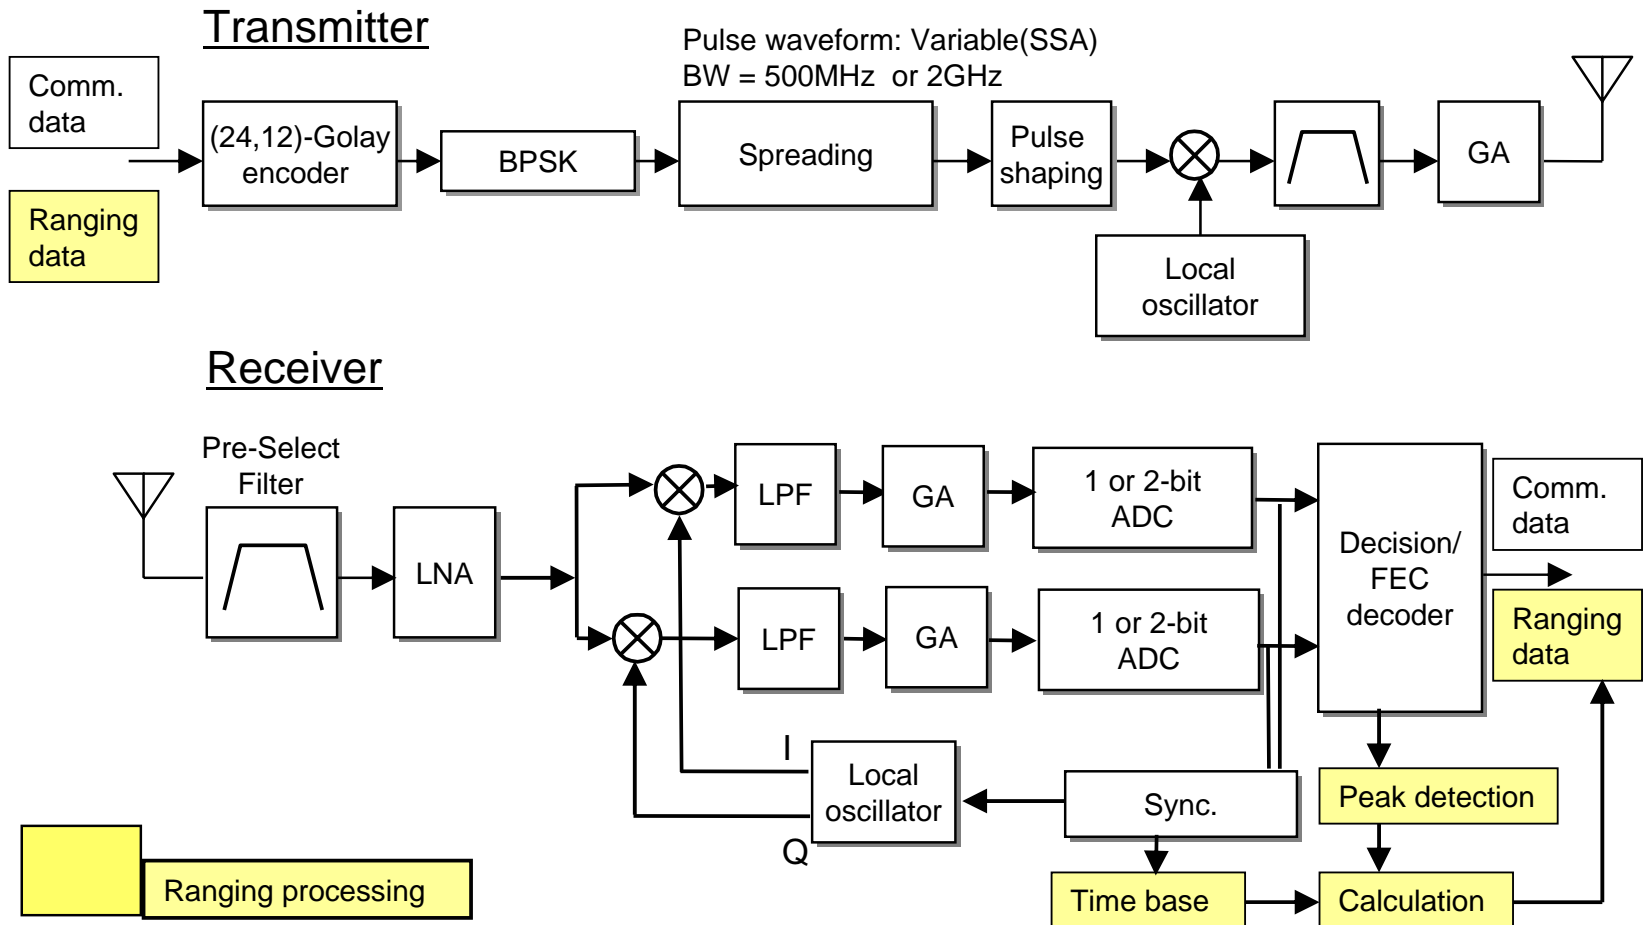 Transmitter
Pulse waveform: Variable(SSA)
BW = 500MHz or 2GHz
Comm.
data
(24,12)-Golay
encoder
BPSK
Spreading
Pulse
shaping
GA
Ranging
data
Local
oscillator
Receiver
Pre-Select
Filter
LNA
LPF
GA
1 or 2-bit
ADC
LPF
GA
1 or 2-bit
ADC
Decision/
FEC
decoder
Comm.
data
Ranging
data
I
Q
Local
oscillator
Sync.
Peak detection
Time base
Calculation
Ranging processing